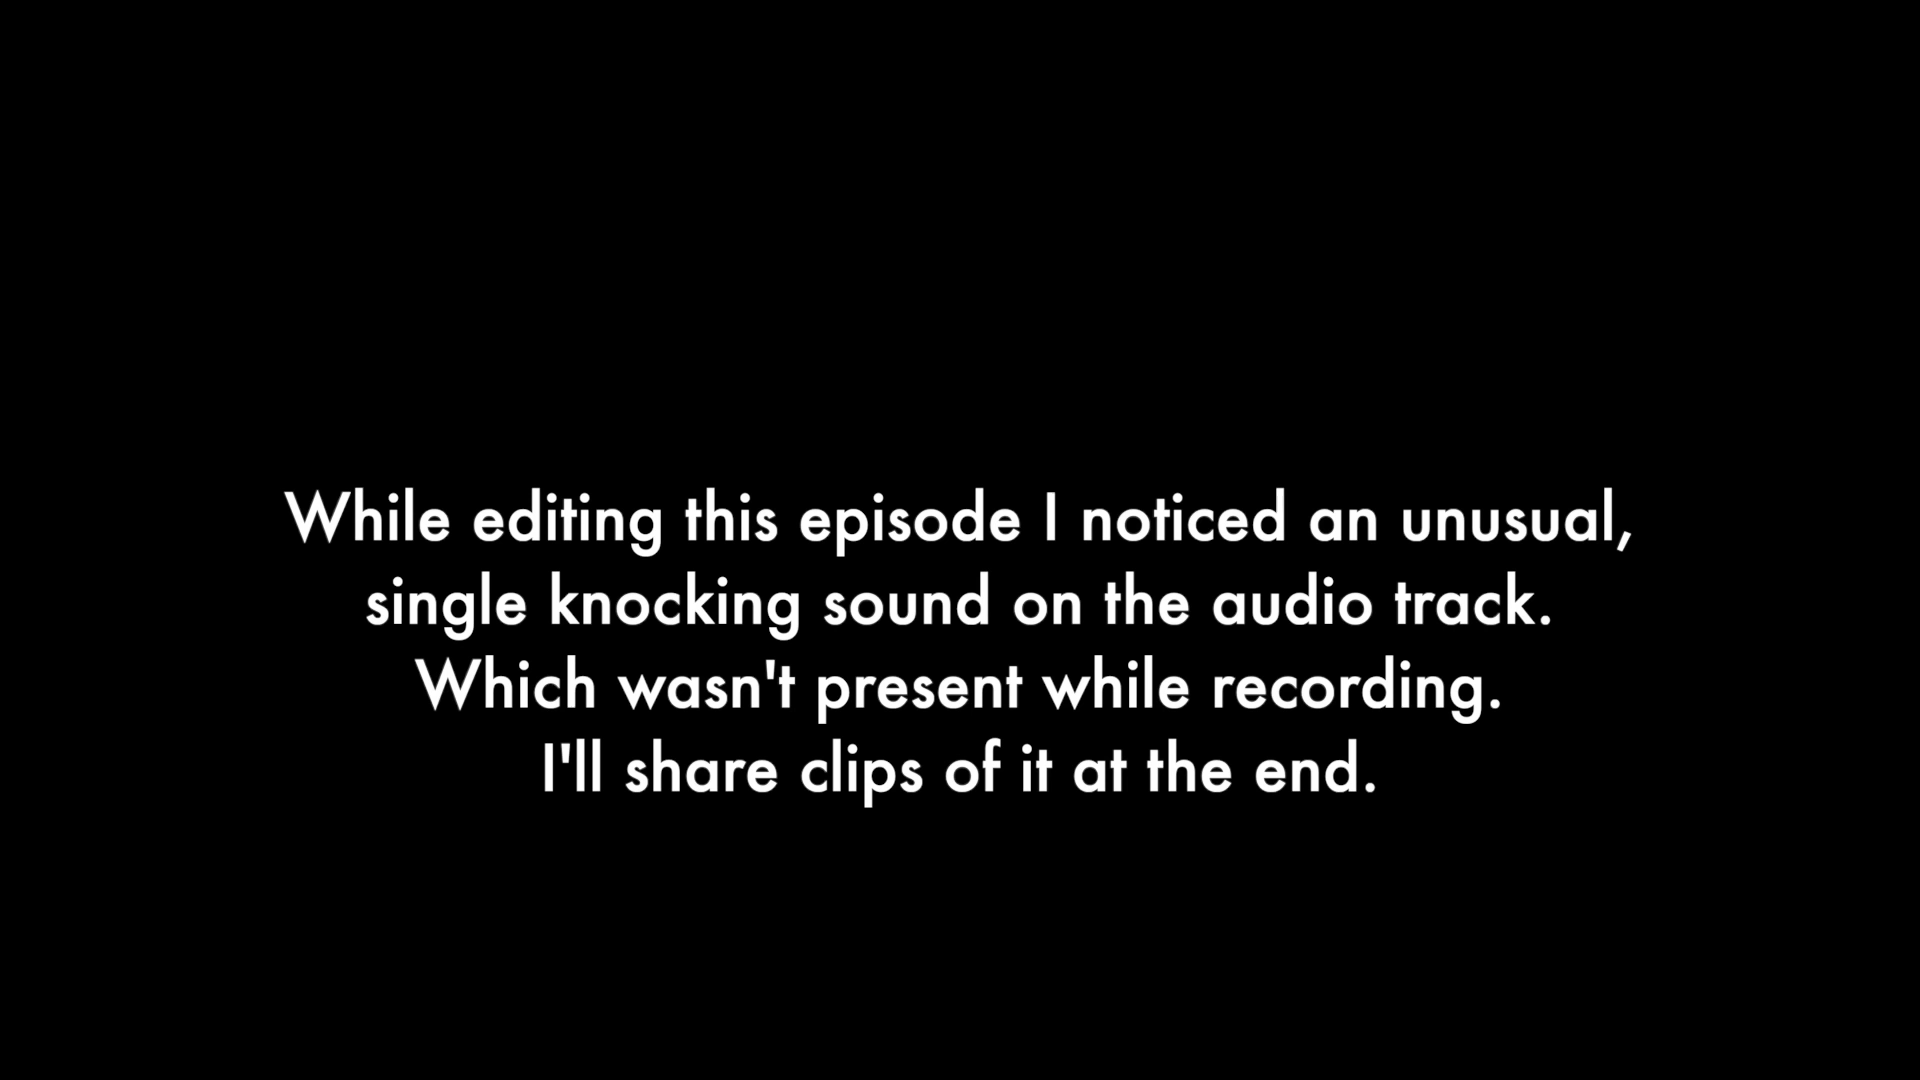 While editing this episode I noticed an unusual,
single knocking sound on the audio track.
Which wasn't present while recording.
I'll share clips of it at the end.